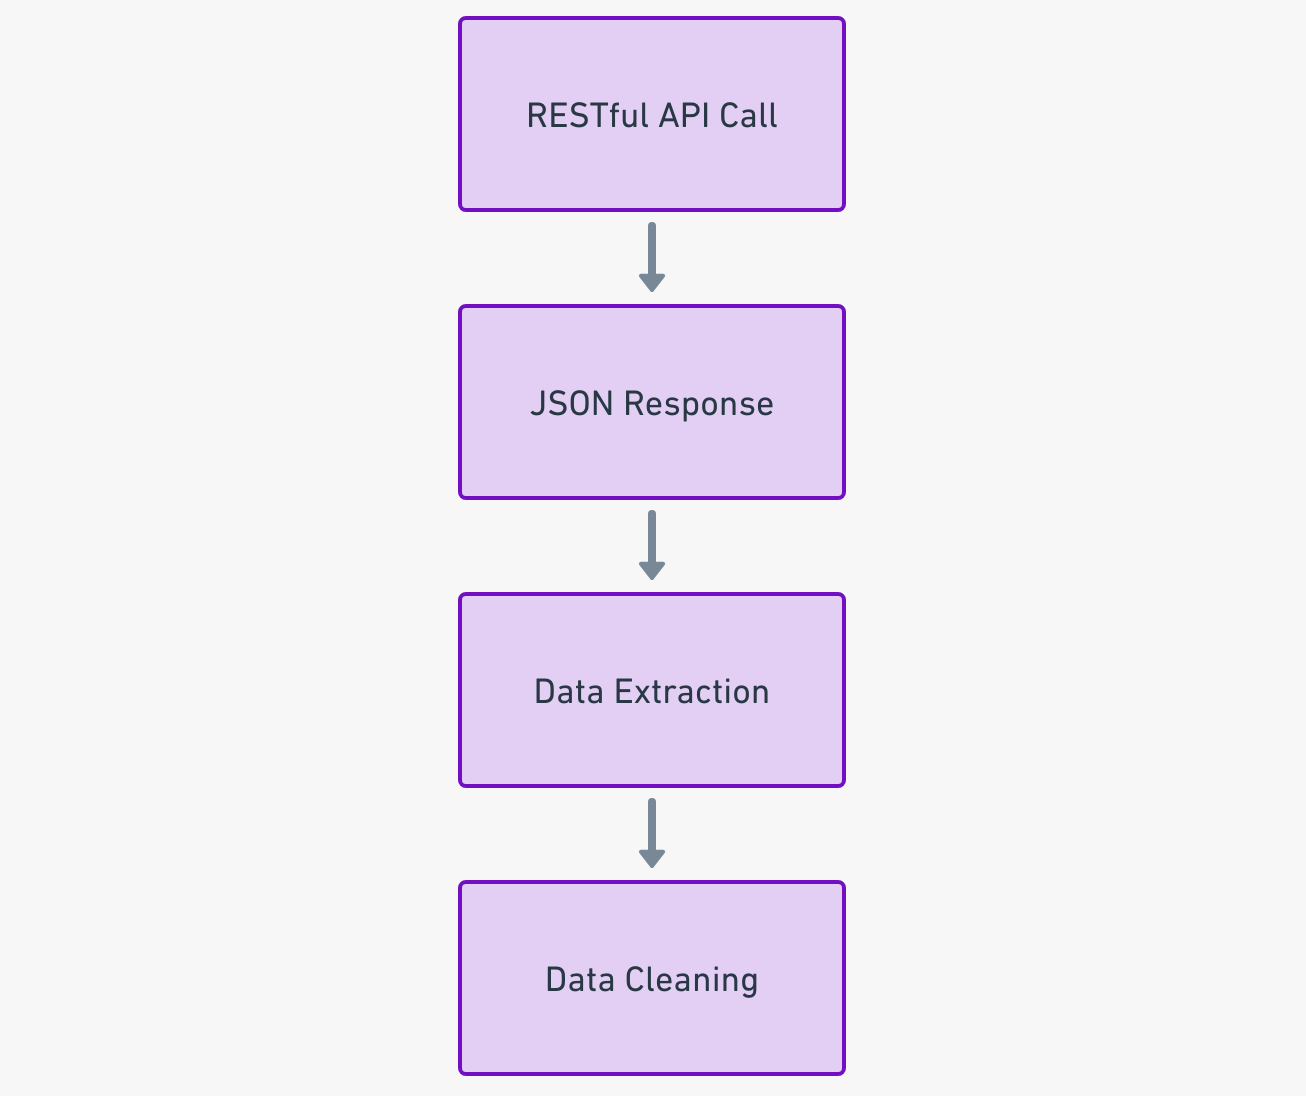 RESTful API Call
JSON Response
Data Extraction
Data Cleaning